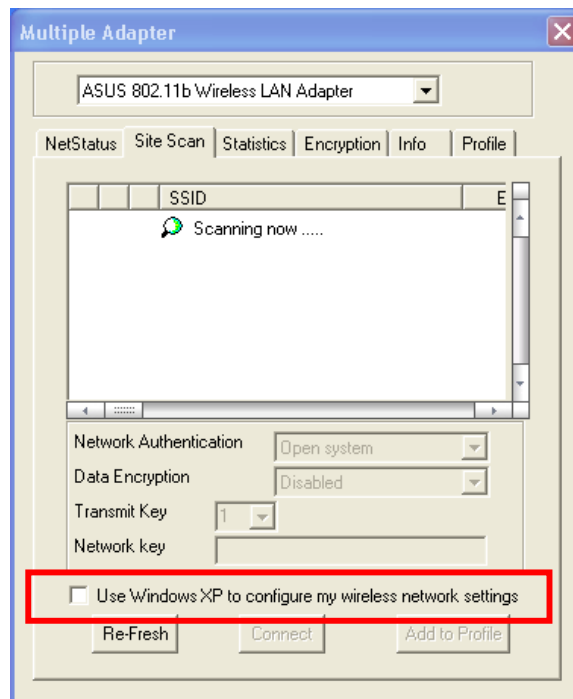 Multiple Adapter
ASUS 802.11b Wireless LAN Adapter
NetStatus Site Scan Statistics Encryption Info Profile
SSID E
Scanning now .....
Network Authentication Open system
Data Encryption Disabled
Transmit Key 1
Network key
Use Windows XP to configure my wireless network settings
Re-Fresh Connect Add to Profile